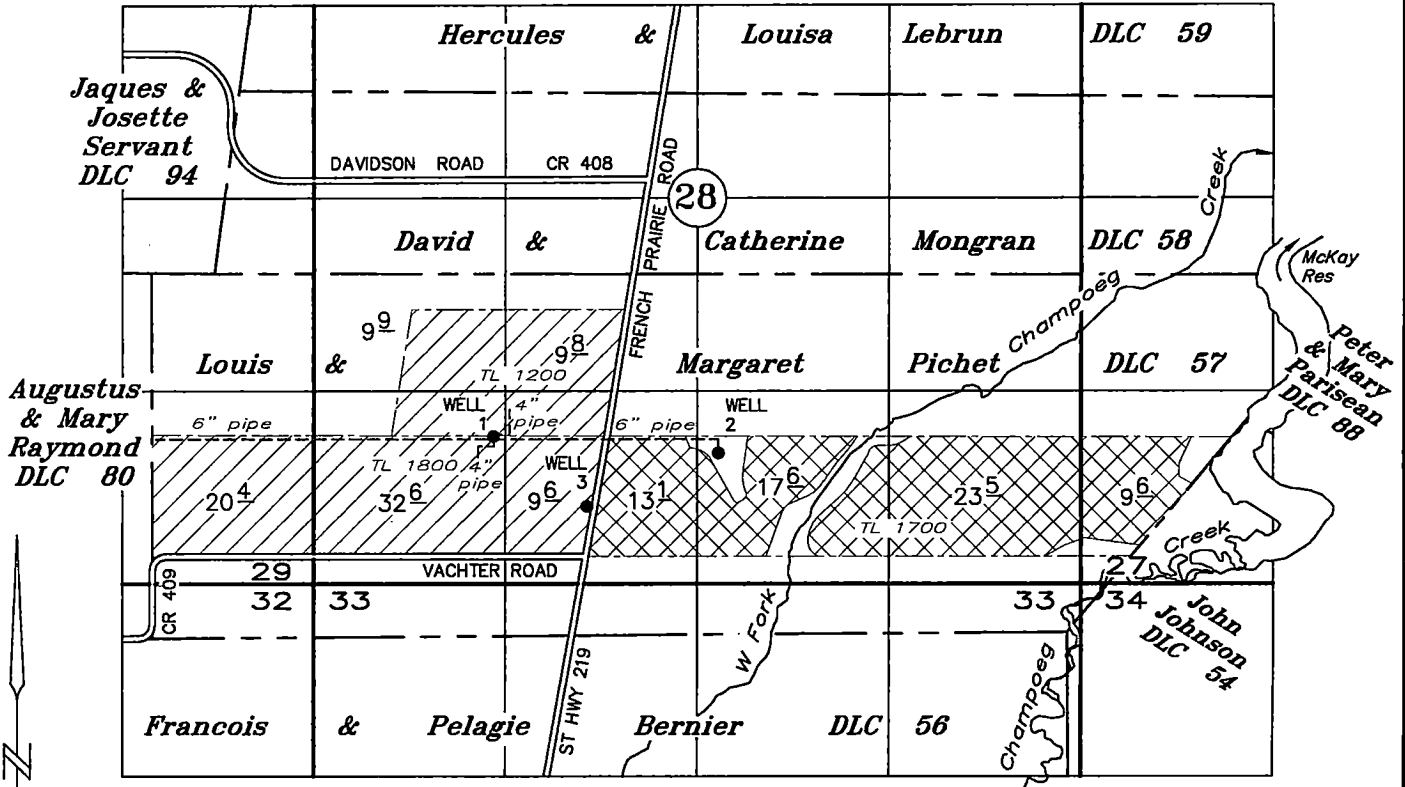 Hercules & Louisa Lebrun DLC 59
Jaques &
Josette
Servant
DLC 94
DAVIDSON ROAD CR 408
FRENCH PRAIRIE ROAD
28
Creek
David & Catherine Mongran DLC 58
McKay
Res
Champoeg
9 9
9 8
TL 1200
Louis & Margaret Pichet DLC 57
Peter
& Mary
Parisean
DLC 88
Augustus
& Mary
Raymond
DLC 80
6" pipe
WELL
1
4"
pipe
6" pipe
WELL
2
TL 1800
4"
pipe
WELL
3
20 4
32 6
9 6
13 1
17 6
23 5
9 6
TL 1700
Creek
CR 409
29
VACHTER ROAD
27
32
33
33
34
John
Johnson
DLC 54
W Fork
ST HWY 219
Champoeg
Francois & Pelagie Bernier DLC 56
N